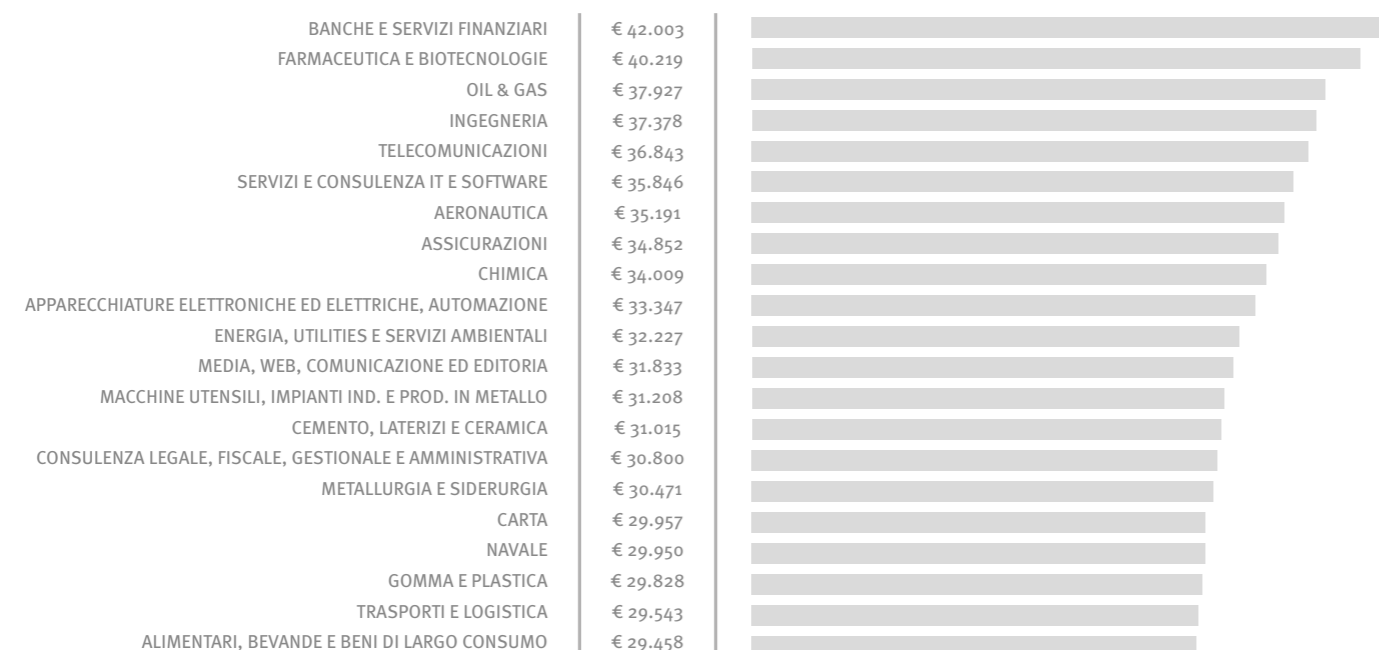 BANCHE E SERVIZI FINANZIARI € 42.003
FARMACEUTICA E BIOTECNOLOGIE € 40.219
OIL & GAS € 37.927
INGEGNERIA € 37.378
TELECOMUNICAZIONI € 36.843
SERVIZI E CONSULENZA IT E SOFTWARE € 35.846
AERONAUTICA € 35.191
ASSICURAZIONI € 34.852
CHIMICA € 34.009
APPARECCHIATURE ELETTRONICHE ED ELETTRICHE, AUTOMAZIONE € 33.347
ENERGIA, UTILITIES E SERVIZI AMBIENTALI € 32.227
MEDIA, WEB, COMUNICAZIONE ED EDITORIA € 31.833
MACCHINE UTENSILI, IMPIANTI IND. E PROD. IN METALLO € 31.208
CEMENTO, LATERIZI E CERAMICA € 31.015
CONSULENZA LEGALE, FISCALE, GESTIONALE E AMMINISTRATIVA € 30.800
METALLURGIA E SIDERURGIA € 30.471
CARTA € 29.957
NAVALE € 29.950
GOMMA E PLASTICA € 29.828
TRASPORTI E LOGISTICA € 29.543
ALIMENTARI, BEVANDE E BENI DI LARGO CONSUMO € 29.458